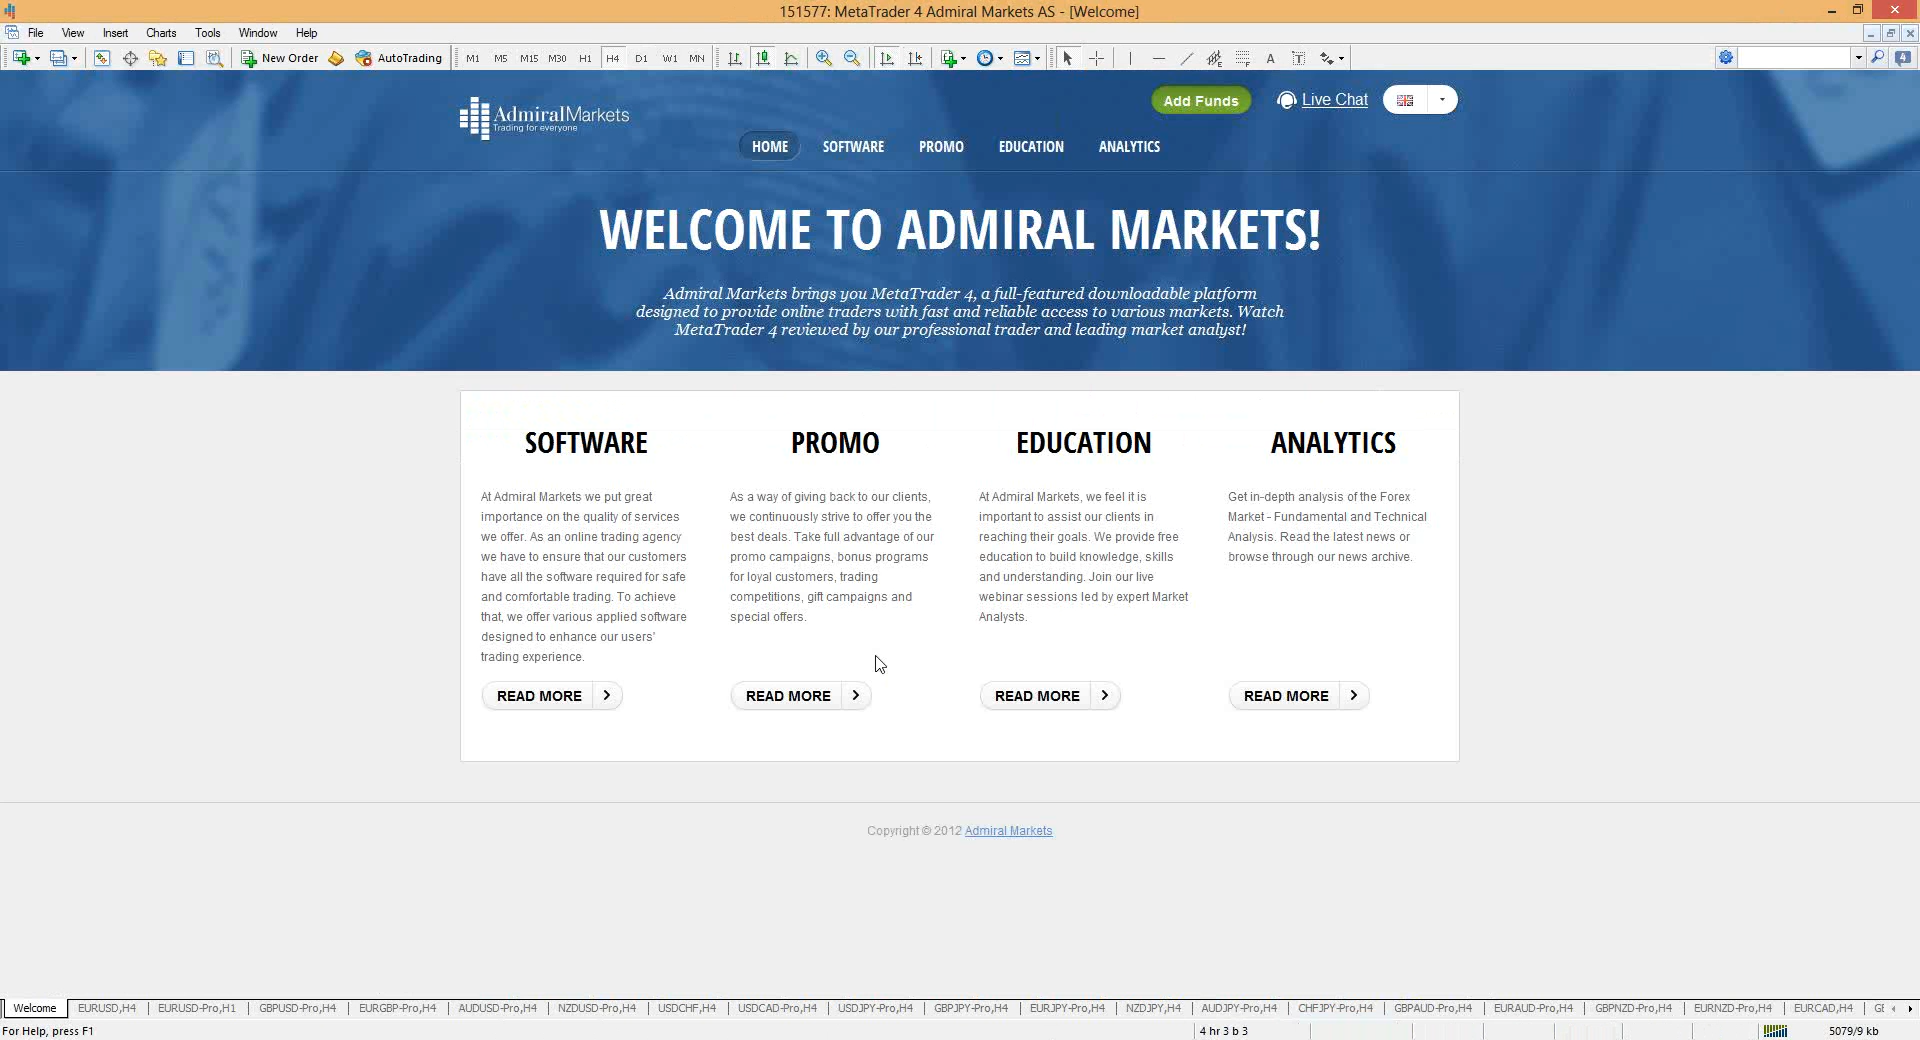 151577: MetaTrader 4 Admiral Markets AS - [Welcome]
File View Insert Charts Tools Window Help
New Order AutoTrading M1 M5 M15 M30 H1 H4 D1 W1 MN A T 4
AdmiralMarkets
Trading for everyone
Add Funds Live Chat
HOME SOFTWARE PROMO EDUCATION ANALYTICS
WELCOME TO ADMIRAL MARKETS!
Admiral Markets brings you MetaTrader 4, a full-featured downloadable platform
designed to provide online traders with fast and reliable access to various markets. Watch
MetaTrader 4 reviewed by our professional trader and leading market analyst!
SOFTWARE
At Admiral Markets we put great
importance on the quality of services
we offer. As an online trading agency
we have to ensure that our customers
have all the software required for safe
and comfortable trading. To achieve
that, we offer various applied software
designed to enhance our users'
trading experience.
READ MORE
PROMO
As a way of giving back to our clients,
we continuously strive to offer you the
best deals. Take full advantage of our
promo campaigns, bonus programs
for loyal customers, trading
competitions, gift campaigns and
special offers.
READ MORE
EDUCATION
At Admiral Markets, we feel it is
important to assist our clients in
reaching their goals. We provide free
education to build knowledge, skills
and understanding. Join our live
webinar sessions led by expert Market
Analysts.
READ MORE
ANALYTICS
Get in-depth analysis of the Forex
Market - Fundamental and Technical
Analysis. Read the latest news or
browse through our news archive.
READ MORE
Copyright © 2012 Admiral Markets
Welcome EURUSD,H4 EURUSD-Pro,H1 GBPUSD-Pro,H4 EURGBP-Pro,H4 AUDUSD-Pro,H4 NZDUSD-Pro,H4 USDCHF,H4 USDCAD-Pro,H4 USDJPY-Pro,H4 GBPJPY-Pro,H4 EURJPY-Pro,H4 NZDJPY,H4 AUDJPY-Pro,H4 CHFJPY-Pro,H4 GBPAUD-Pro,H4 EURAUD-Pro,H4 GBPNZD-Pro,H4 EURNZD-Pro,H4 EURCAD,H4
For Help, press F1 4 hr 3 b 3 5079/9 kb